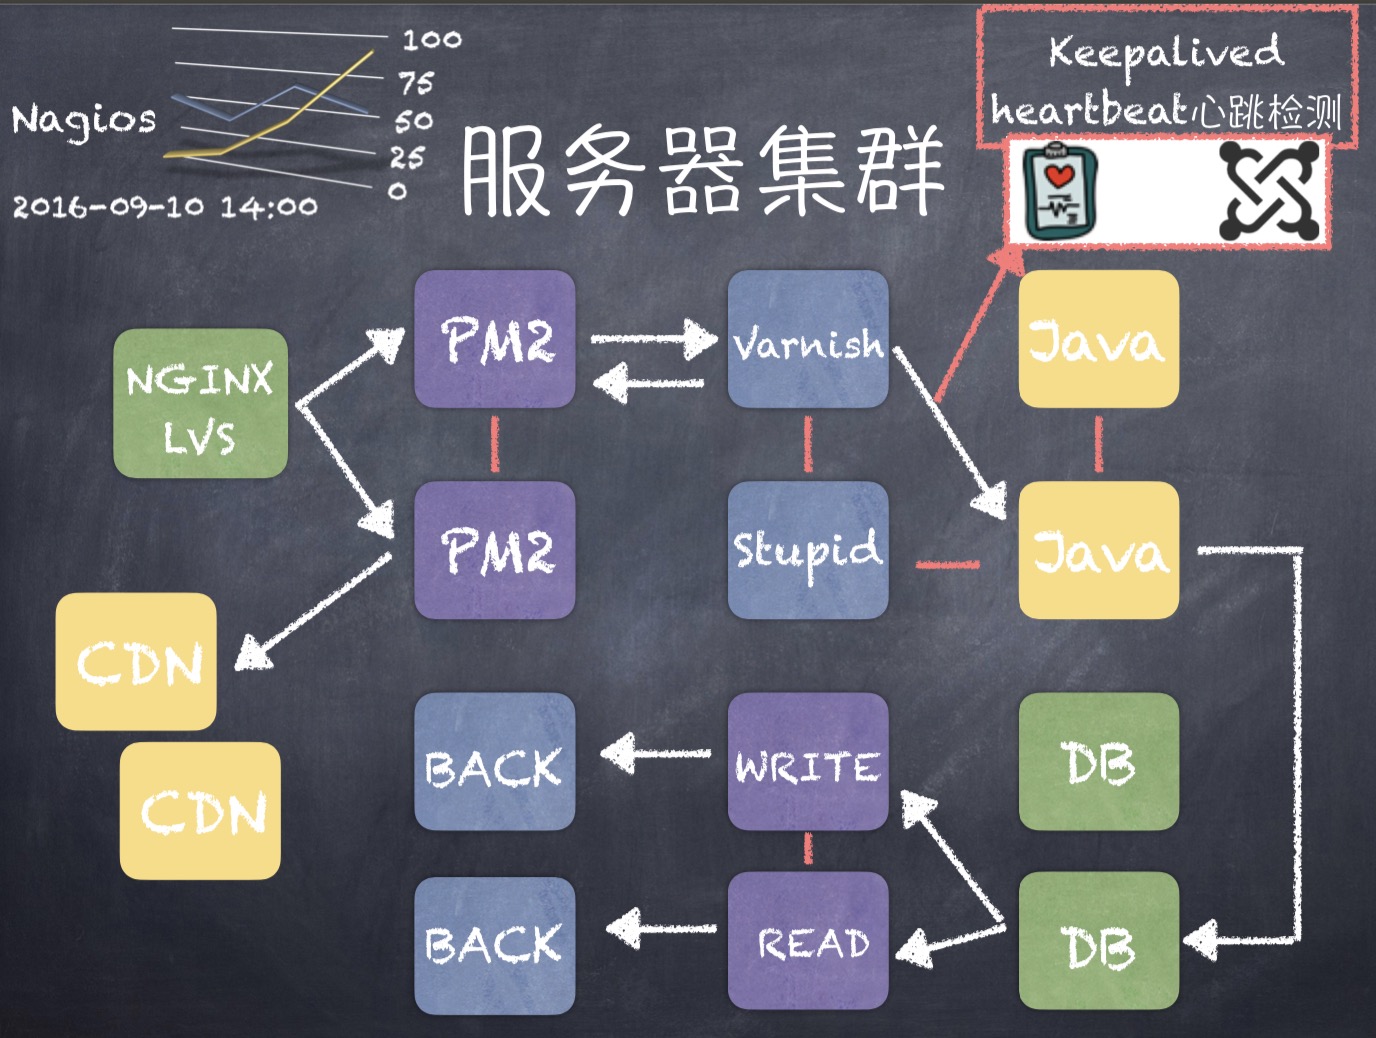 100
75
50
25
0
Nagios
2016-09-10 14:00
服务器集群
Keepalived
heartbeat心跳检测
NGINX
LVS
PM2
Varnish
Java
PM2
Stupid
Java
CDN
CDN
BACK
WRITE
DB
BACK
READ
DB